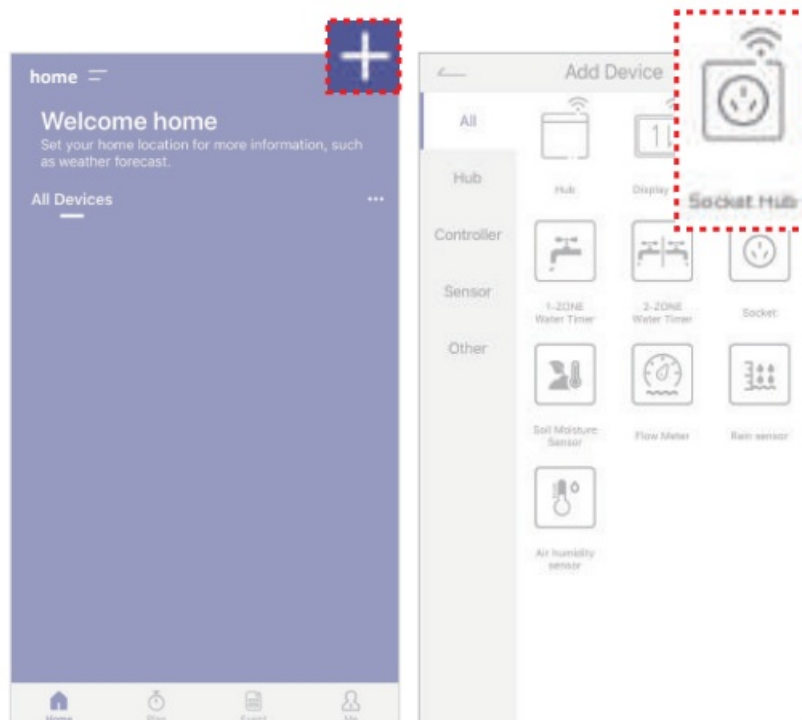 home
Welcome home
Set your home location for more information, such
as weather forecast.
All Devices
Home
Plan
Event
Me
Add Device
All
Hub
Controller
Sensor
Other
Hub
Display
Socket Hub
1-ZONE
Water Timer
2-ZONE
Water Timer
Socket
Soil Moisture
Sensor
Flow Meter
Rain sensor
Air humidity
sensor